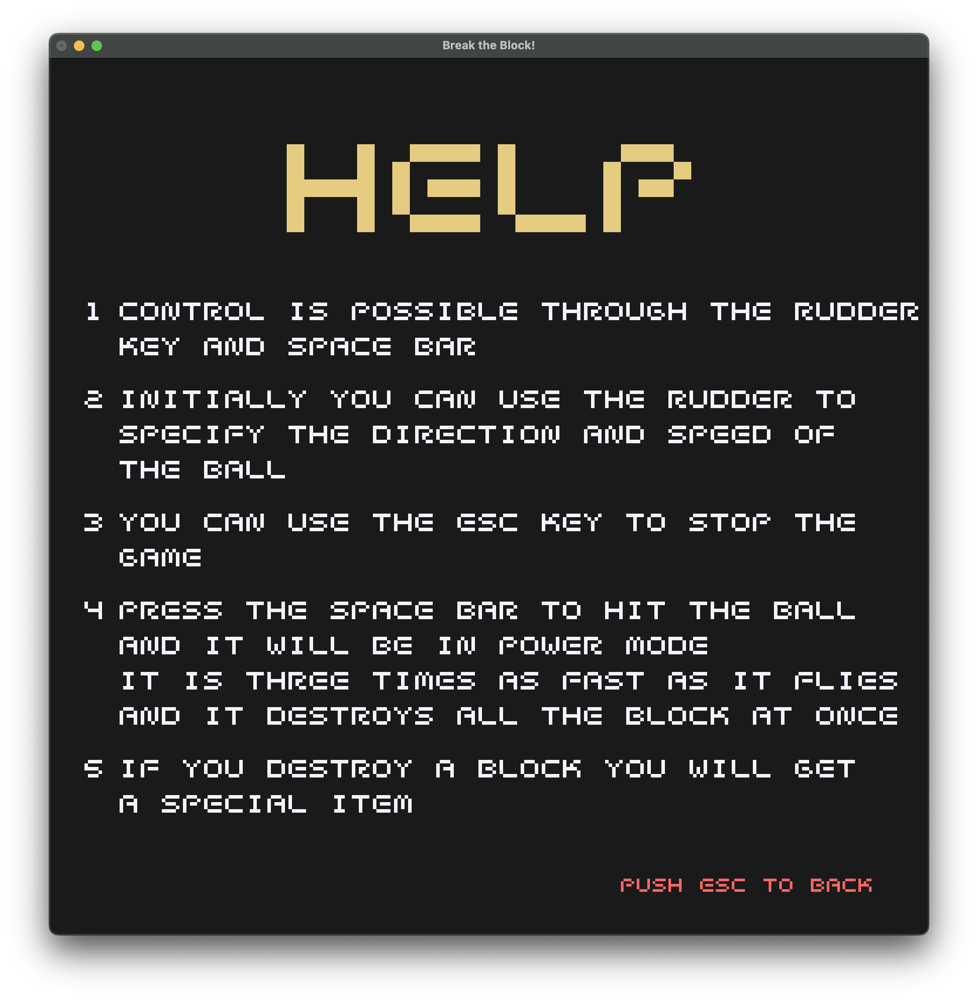 Break the Block!
HELP
1 CONTROL IS POSSIBLE THROUGH THE RUDDER
KEY AND SPACE BAR
2 INITIALLY YOU CAN USE THE RUDDER TO
SPECIFY THE DIRECTION AND SPEED OF
THE BALL
3 YOU CAN USE THE ESC KEY TO STOP THE
GAME
4 PRESS THE SPACE BAR TO HIT THE BALL
AND IT WILL BE IN POWER MODE
IT IS THREE TIMES AS FAST AS IT FLIES
AND IT DESTROYS ALL THE BLOCK AT ONCE
5 IF YOU DESTROY A BLOCK YOU WILL GET
A SPECIAL ITEM
PUSH ESC TO BACK